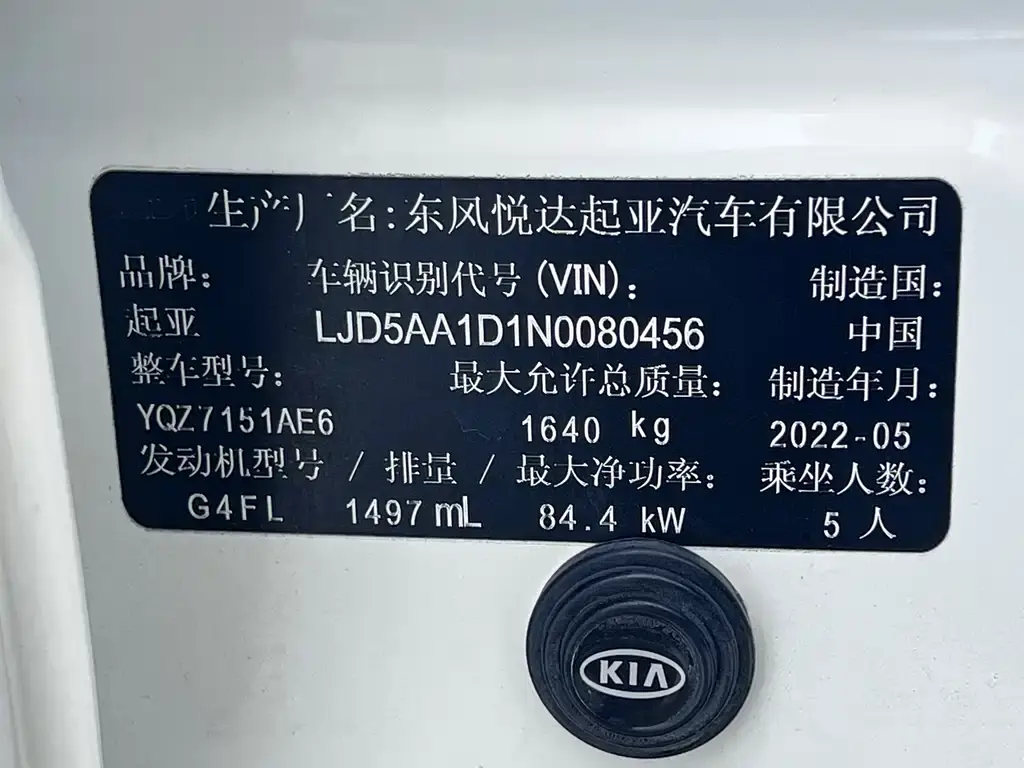 生产厂名:东风悦达起亚汽车有限公司
品牌: 车辆识别代号(VIN): 制造国:
起亚 LJD5AA1D1N0080456 中国
整车型号: 最大允许总质量: 制造年月:
YQZ7151AE6 1640 kg 2022-05
发动机型号 / 排量 / 最大净功率: 乘坐人数:
G4FL 1497 mL 84.4 kW 5 人
KIA